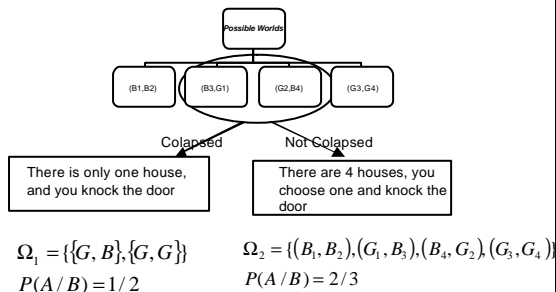 Possible Worlds
(B1,B2) (B3,G1) (G2,B4) (G3,G4)
Colapsed Not Colapsed
There is only one house,
and you knock the door
There are 4 houses, you
choose one and knock the
door
Ω₁ = {{G, B},{G, G}}
P(A/B) = 1/2
Ω₂ = {(B₁, B₂),(G₁, B₃),(B₄, G₂),(G₃, G₄)}
P(A/B) = 2/3